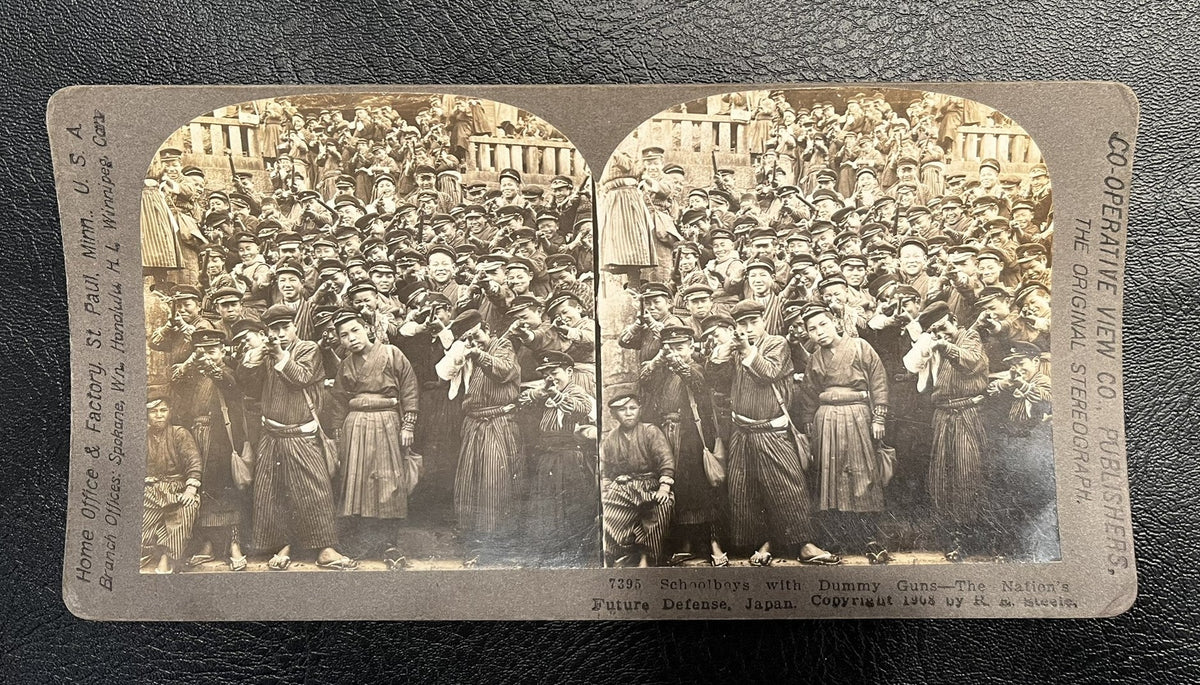 Home Office & Factory, St. Paul, Minn., U. S. A.
Branch Offices: Spokane, Wn. Honolulu H. I. Winnipeg Can.
CO-OPERATIVE VIEW CO., PUBLISHERS,
THE ORIGINAL STEREOGRAPH.
7395 Schoolboys with Dummy Guns—The Nation's
Future Defense, Japan. Copyright 1908 by R. E. Steele,